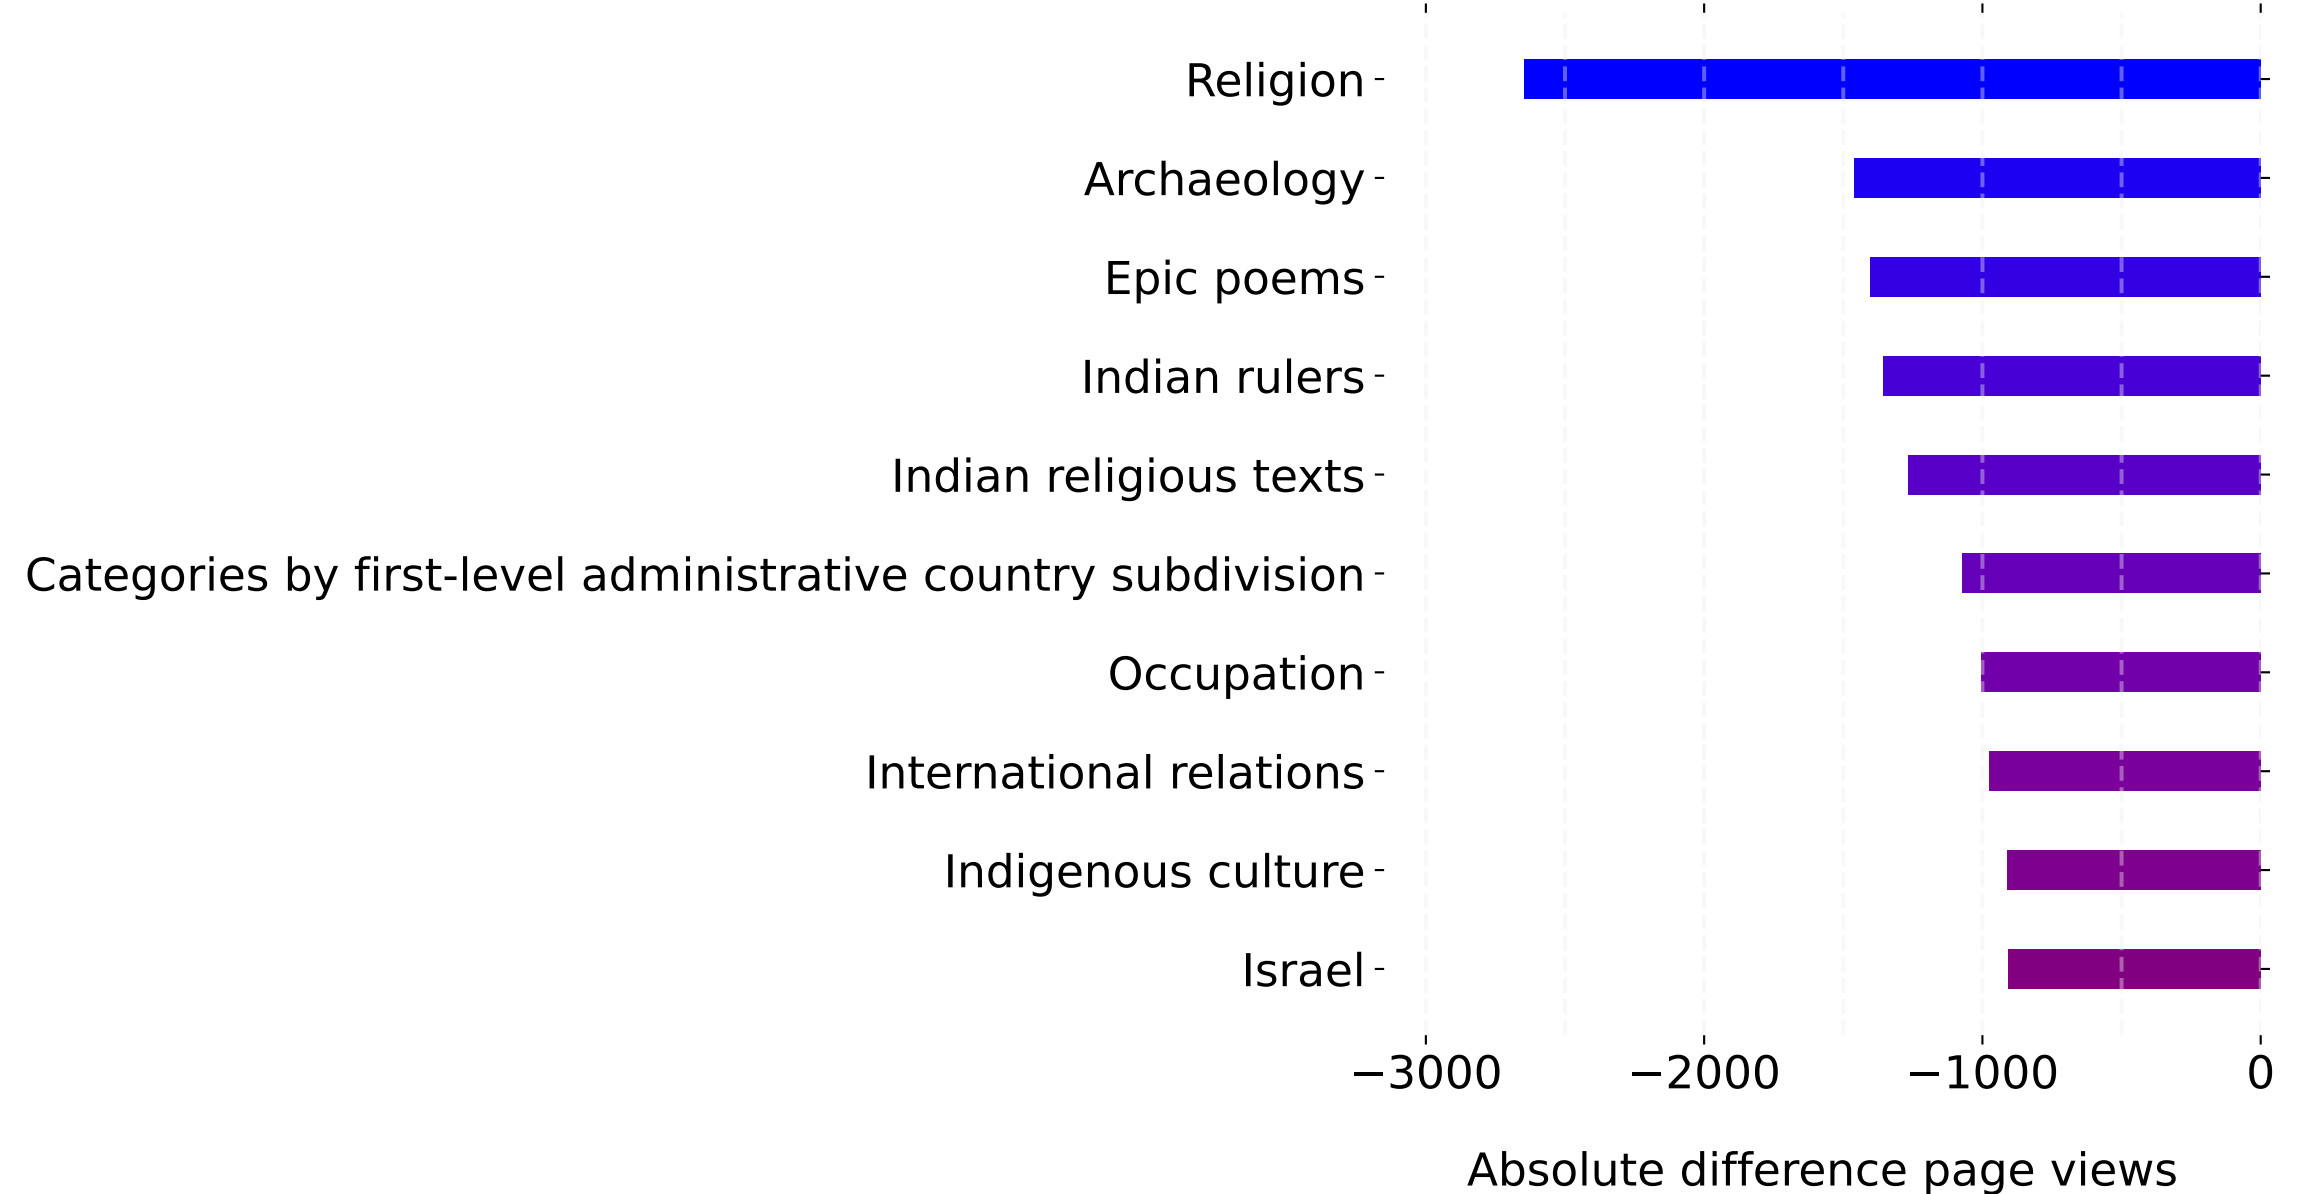 Religion
Archaeology
Epic poems
Indian rulers
Indian religious texts
Categories by first-level administrative country subdivision
Occupation
International relations
Indigenous culture
Israel
−3000 −2000 −1000 0
Absolute difference page views